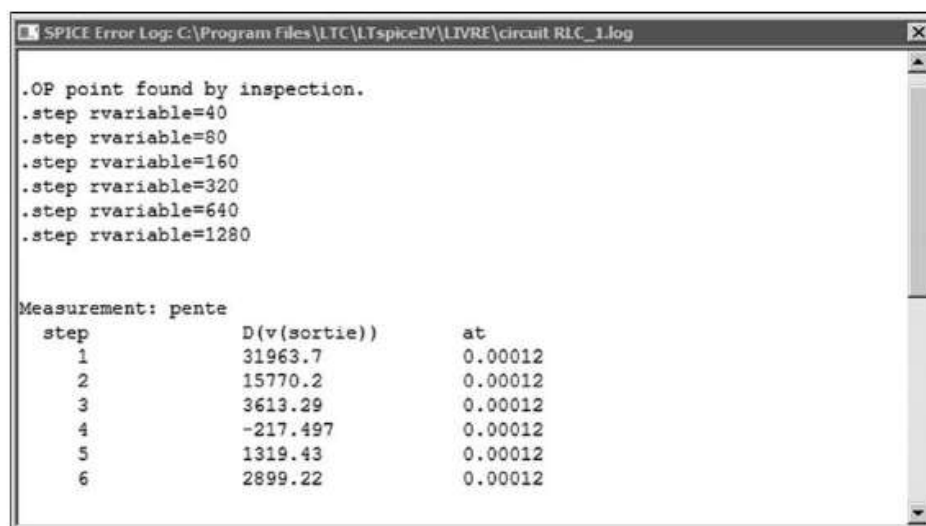 SPICE Error Log: C:\Program Files\LTC\LTspiceIV\LIVRE\circuit RLC_1.log
.OP point found by inspection.
.step rvariable=40
.step rvariable=80
.step rvariable=160
.step rvariable=320
.step rvariable=640
.step rvariable=1280
Measurement: pente
step D(v(sortie)) at
1 31963.7 0.00012
2 15770.2 0.00012
3 3613.29 0.00012
4 -217.497 0.00012
5 1319.43 0.00012
6 2899.22 0.00012